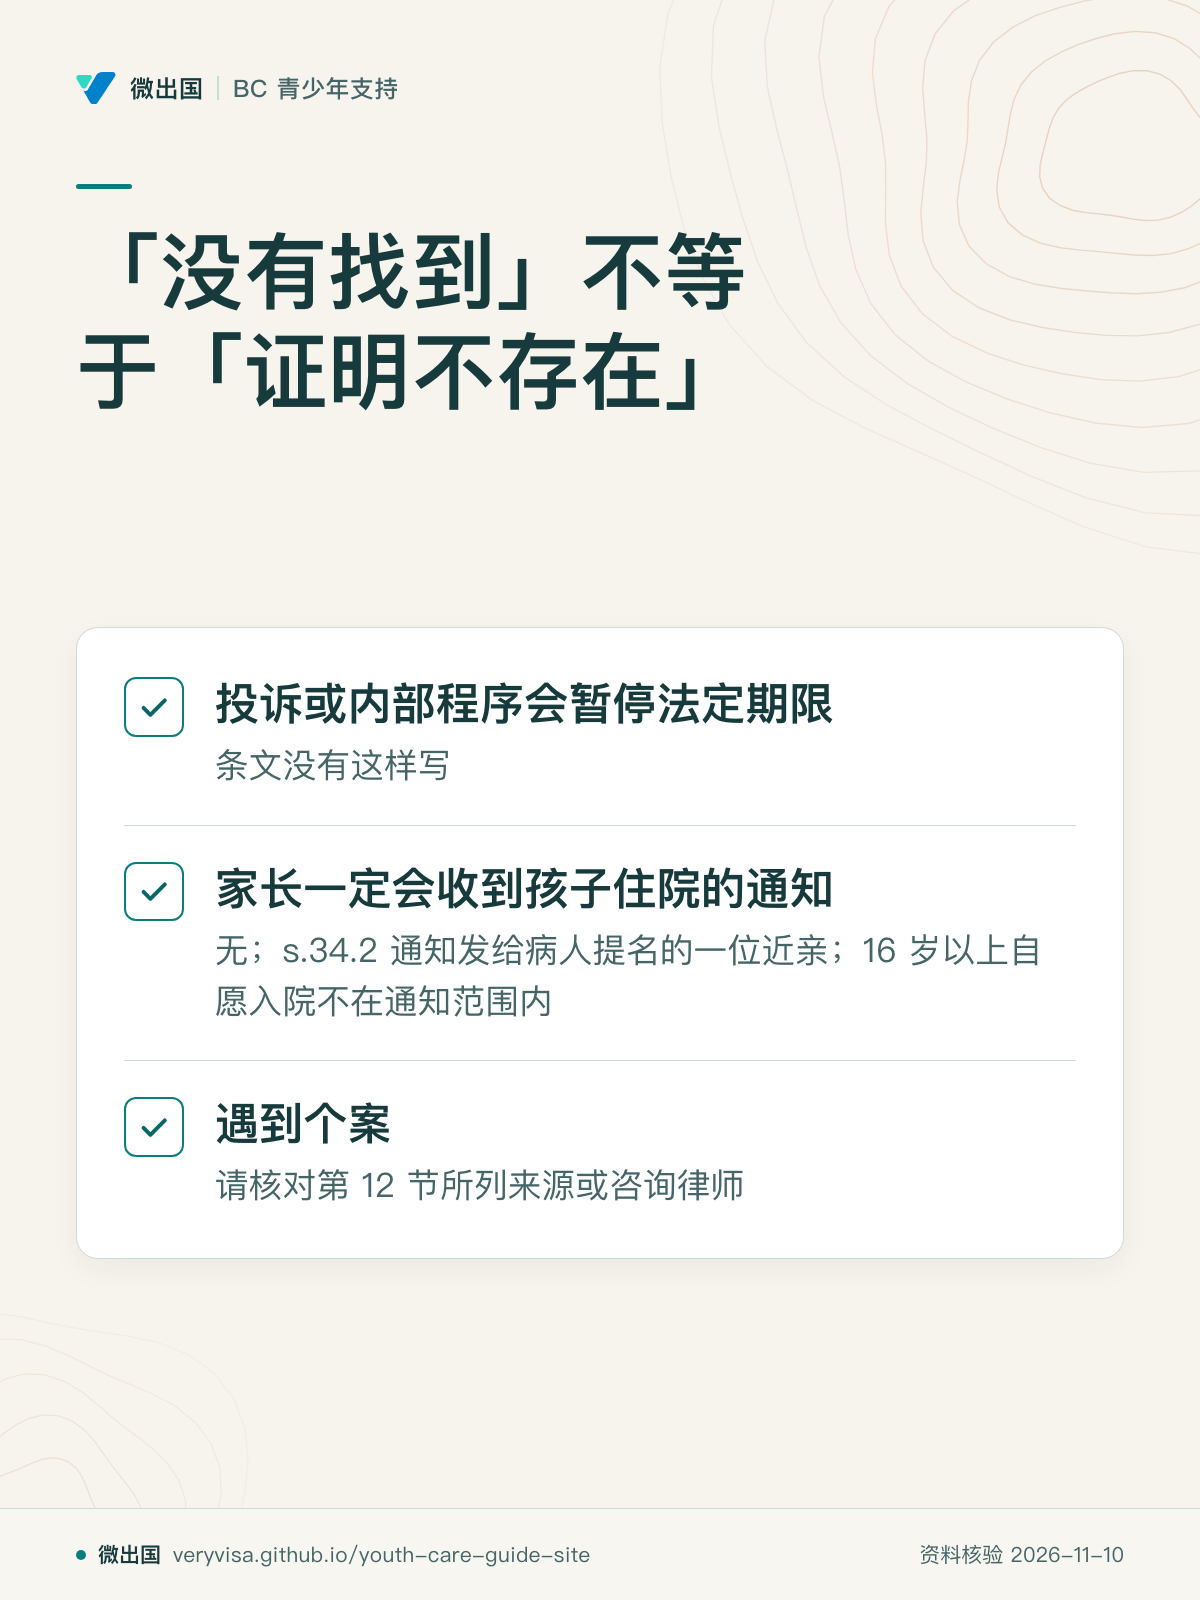 微出国 | BC 青少年支持
「没有找到」不等
于「证明不存在」
投诉或内部程序会暂停法定期限
条文没有这样写
家长一定会收到孩子住院的通知
无；s.34.2 通知发给病人提名的一位近亲；16 岁以上自
愿入院不在通知范围内
遇到个案
请核对第 12 节所列来源或咨询律师
微出国 veryvisa.github.io/youth-care-guide-site
资料核验 2026-11-10